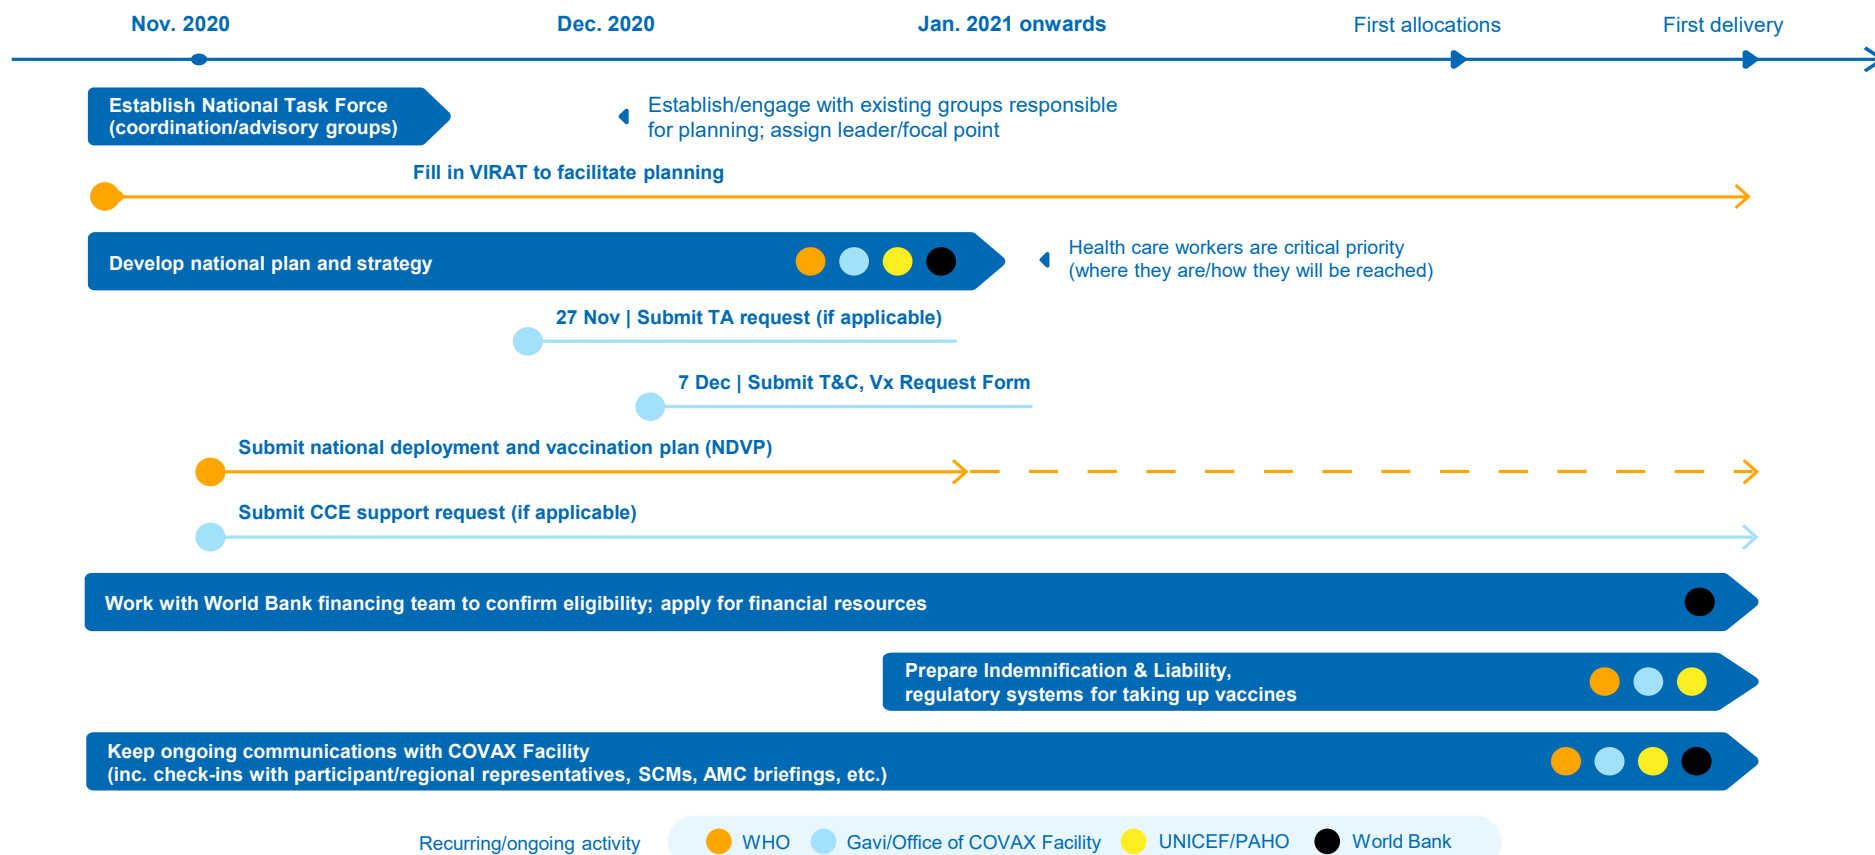 Nov. 2020
Dec. 2020
Jan. 2021 onwards
First allocations
First delivery
Establish National Task Force
(coordination/advisory groups)
Establish/engage with existing groups responsible
for planning; assign leader/focal point
Fill in VIRAT to facilitate planning
Develop national plan and strategy
Health care workers are critical priority
(where they are/how they will be reached)
27 Nov | Submit TA request (if applicable)
7 Dec | Submit T&C, Vx Request Form
Submit national deployment and vaccination plan (NDVP)
Submit CCE support request (if applicable)
Work with World Bank financing team to confirm eligibility; apply for financial resources
Prepare Indemnification & Liability,
regulatory systems for taking up vaccines
Keep ongoing communications with COVAX Facility
(inc. check-ins with participant/regional representatives, SCMs, AMC briefings, etc.)
Recurring/ongoing activity
WHO
Gavi/Office of COVAX Facility
UNICEF/PAHO
World Bank